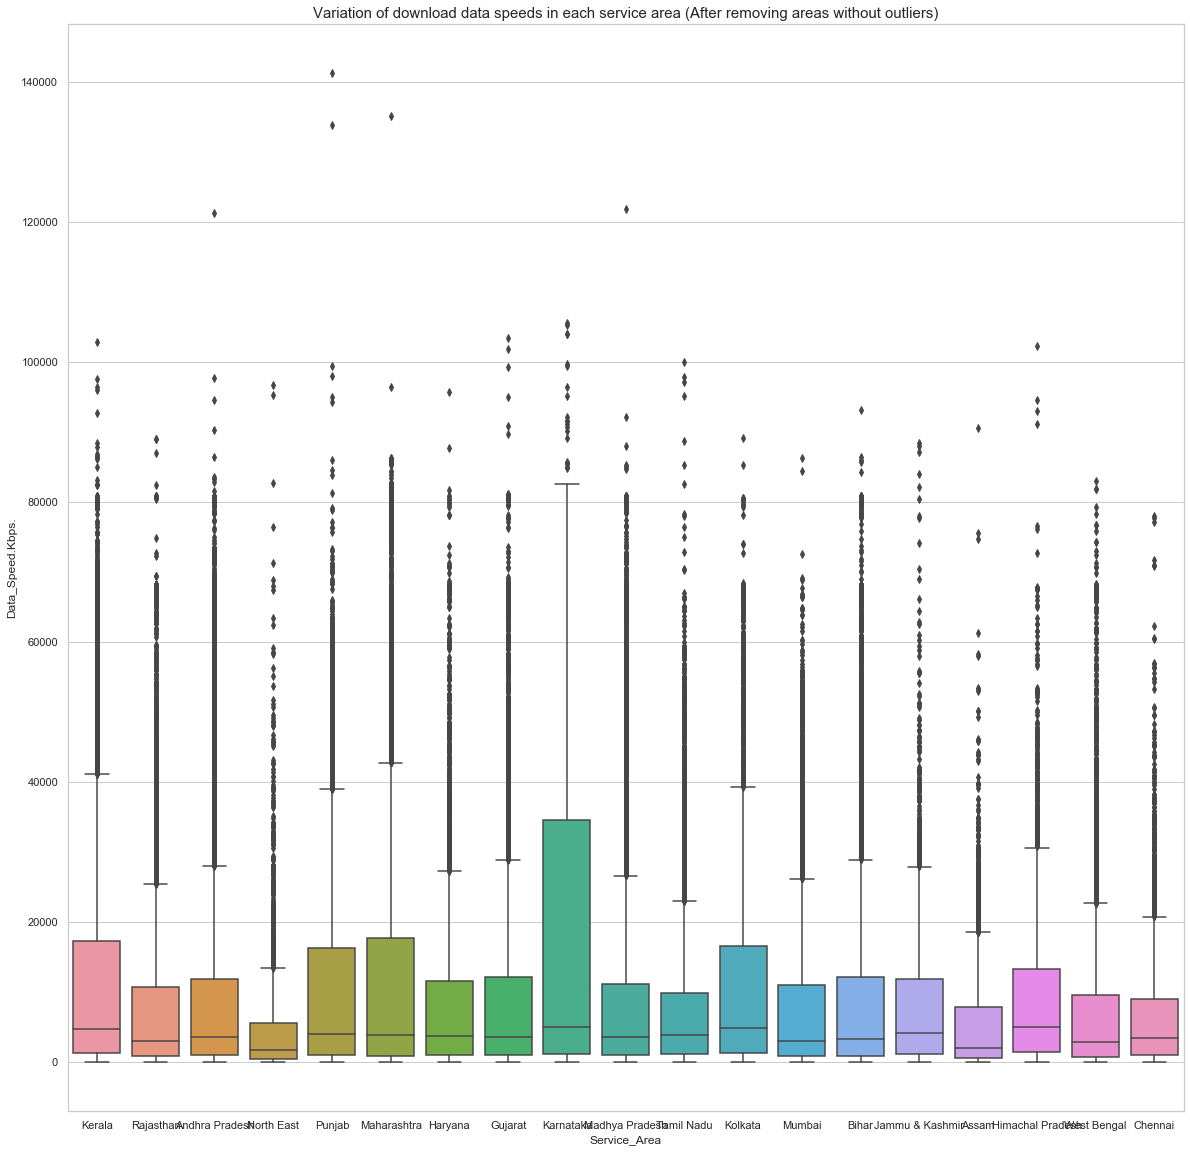 Variation of download data speeds in each service area (After removing areas without outliers)
140000
120000
100000
80000
60000
40000
20000
0
Data_Speed.Kbps.
Kerala Rajasthan Andhra Pradesh North East Punjab Maharashtra Haryana Gujarat Karnataka Madhya Pradesh Tamil Nadu Kolkata Mumbai Bihar Jammu & Kashmir Assam Himachal Pradesh West Bengal Chennai
Service_Area